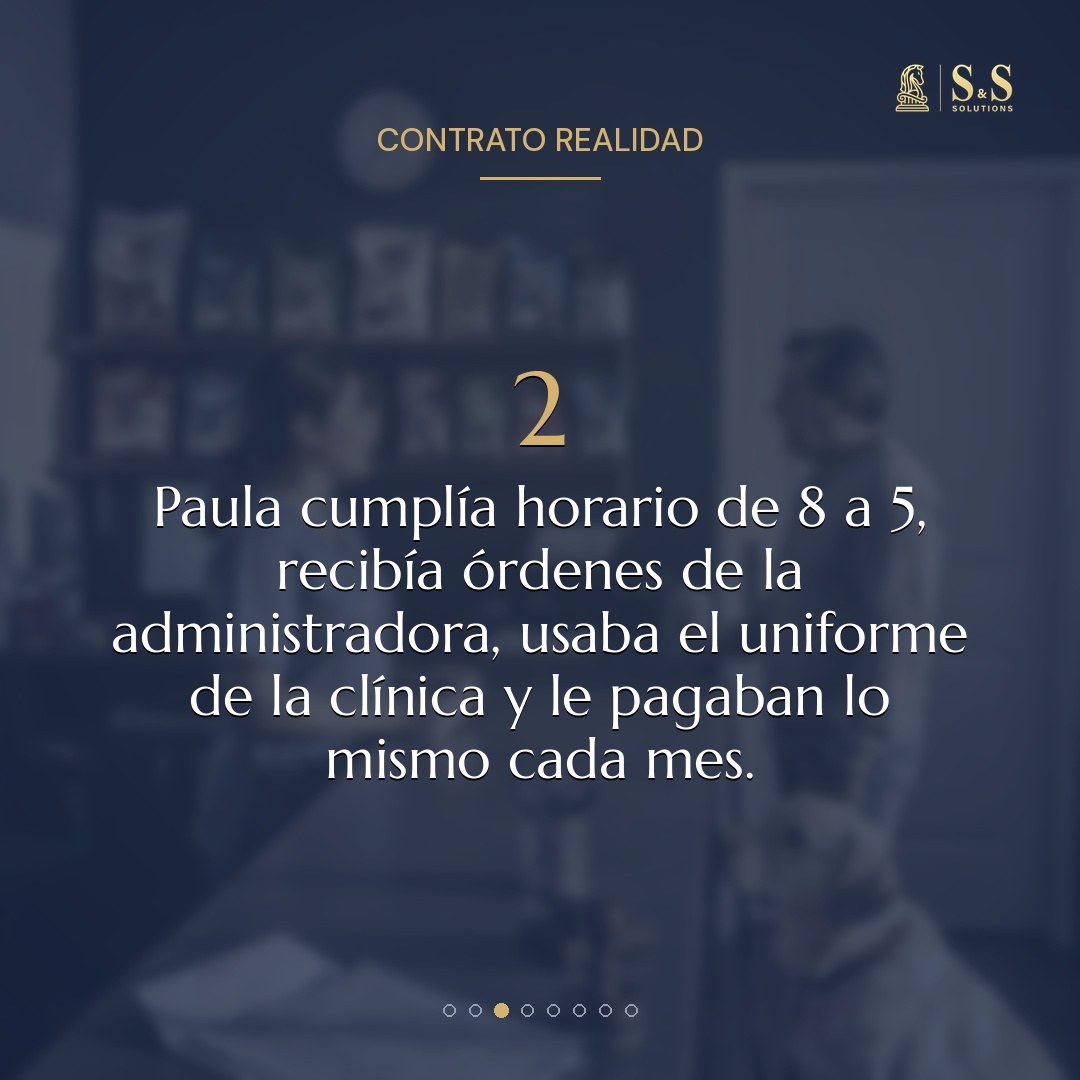 S&S
SOLUTIONS
CONTRATO REALIDAD
2
Paula cumplía horario de 8 a 5,
recibía órdenes de la
administradora, usaba el uniforme
de la clínica y le pagaban lo
mismo cada mes.